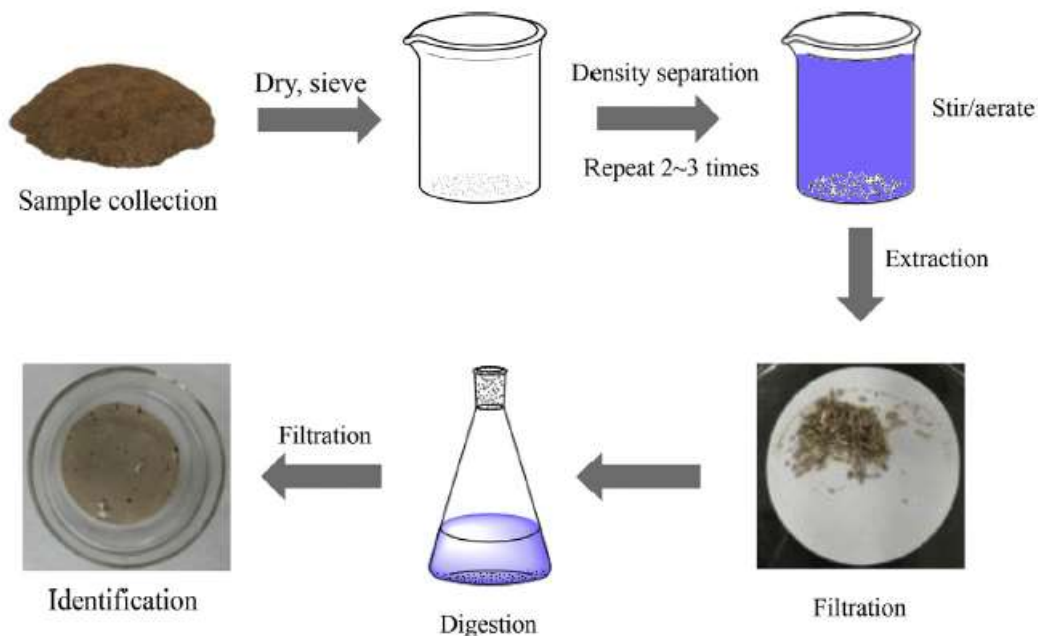 Sample collection
Dry, sieve
Density separation
Repeat 2~3 times
Stir/aerate
Extraction
Filtration
Digestion
Filtration
Identification